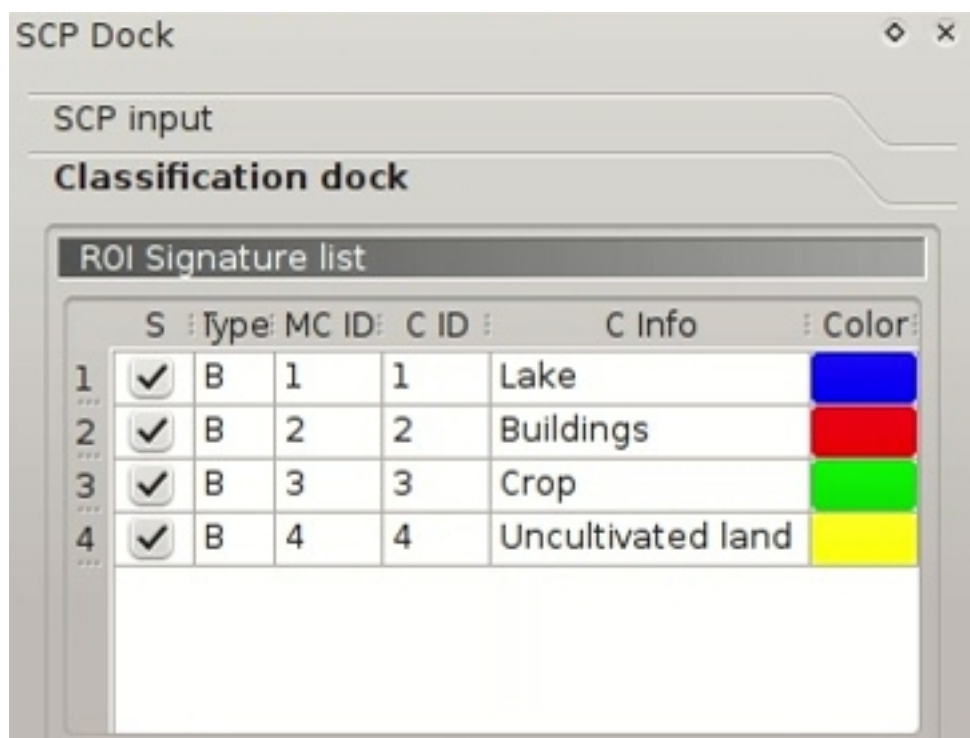 SCP Dock
SCP input
Classification dock
ROI Signature list
S Type MC ID C ID C Info Color
1 B 1 1 Lake
2 B 2 2 Buildings
3 B 3 3 Crop
4 B 4 4 Uncultivated land